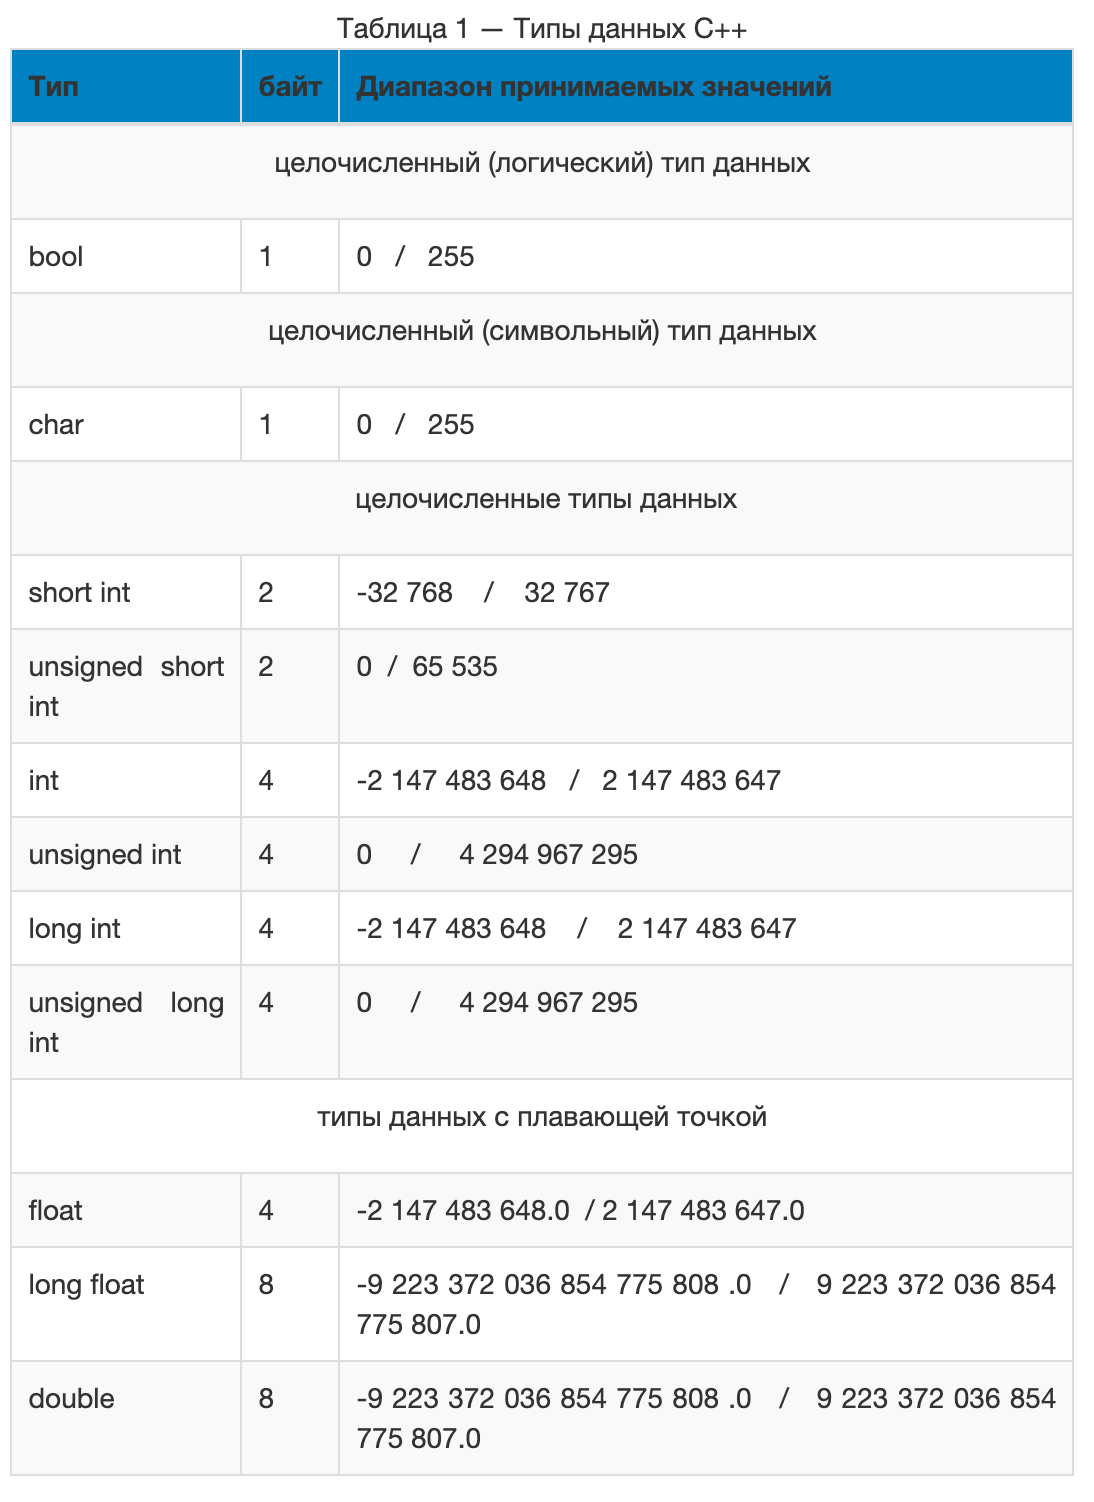 Таблица 1 — Типы данных C++
Тип байт Диапазон принимаемых значений
целочисленный (логический) тип данных
bool 1 0 / 255
целочисленный (символьный) тип данных
char 1 0 / 255
целочисленные типы данных
short int 2 -32 768 / 32 767
unsigned short 2 0 / 65 535
int
int 4 -2 147 483 648 / 2 147 483 647
unsigned int 4 0 / 4 294 967 295
long int 4 -2 147 483 648 / 2 147 483 647
unsigned long 4 0 / 4 294 967 295
int
типы данных с плавающей точкой
float 4 -2 147 483 648.0 / 2 147 483 647.0
long float 8 -9 223 372 036 854 775 808 .0 / 9 223 372 036 854
775 807.0
double 8 -9 223 372 036 854 775 808 .0 / 9 223 372 036 854
775 807.0